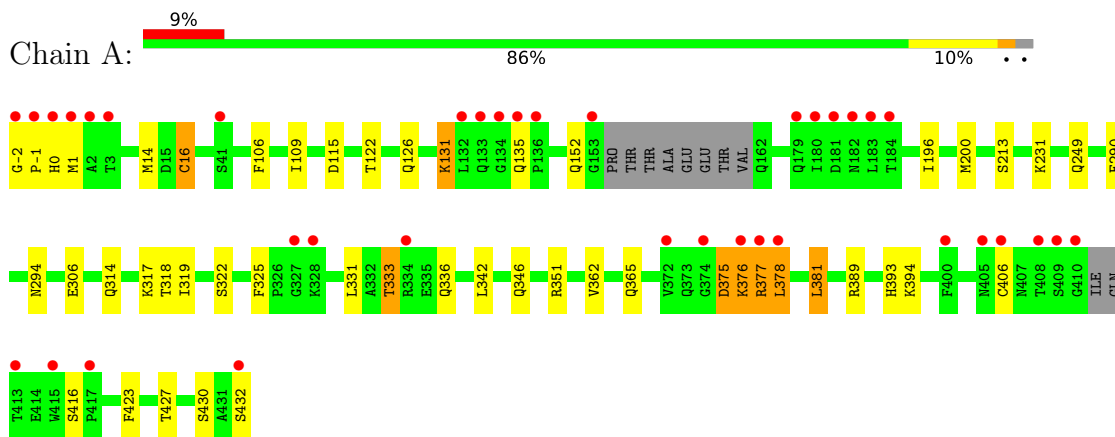 9%
Chain A:
86% 10% • •
G-2 P-1 H0 M1 A2 T3 M14 D15 C16 S41 F106 I109 D115 T122 Q126 K131 L132 Q133 G134 Q135 P136 Q152 G153 PRO THR THR ALA GLU GLU THR VAL Q162 Q179 I180 D181 N182 L183 T184 I196 M200 S213 K231 Q249
N294 E306 Q314 K317 T318 I319 S322 F325 P326 G327 K328 L331 A332 T333 R334 E335 Q336 L342 Q346 R351 V362 Q365 V372 Q373 G374 D375 K376 R377 L378 L381 R389 H393 K394 F400 N405 C406 N407 T408 S409 G410 ILE GLN
T413 E414 W415 S416 P417 F423 T427 S430 A431 S432